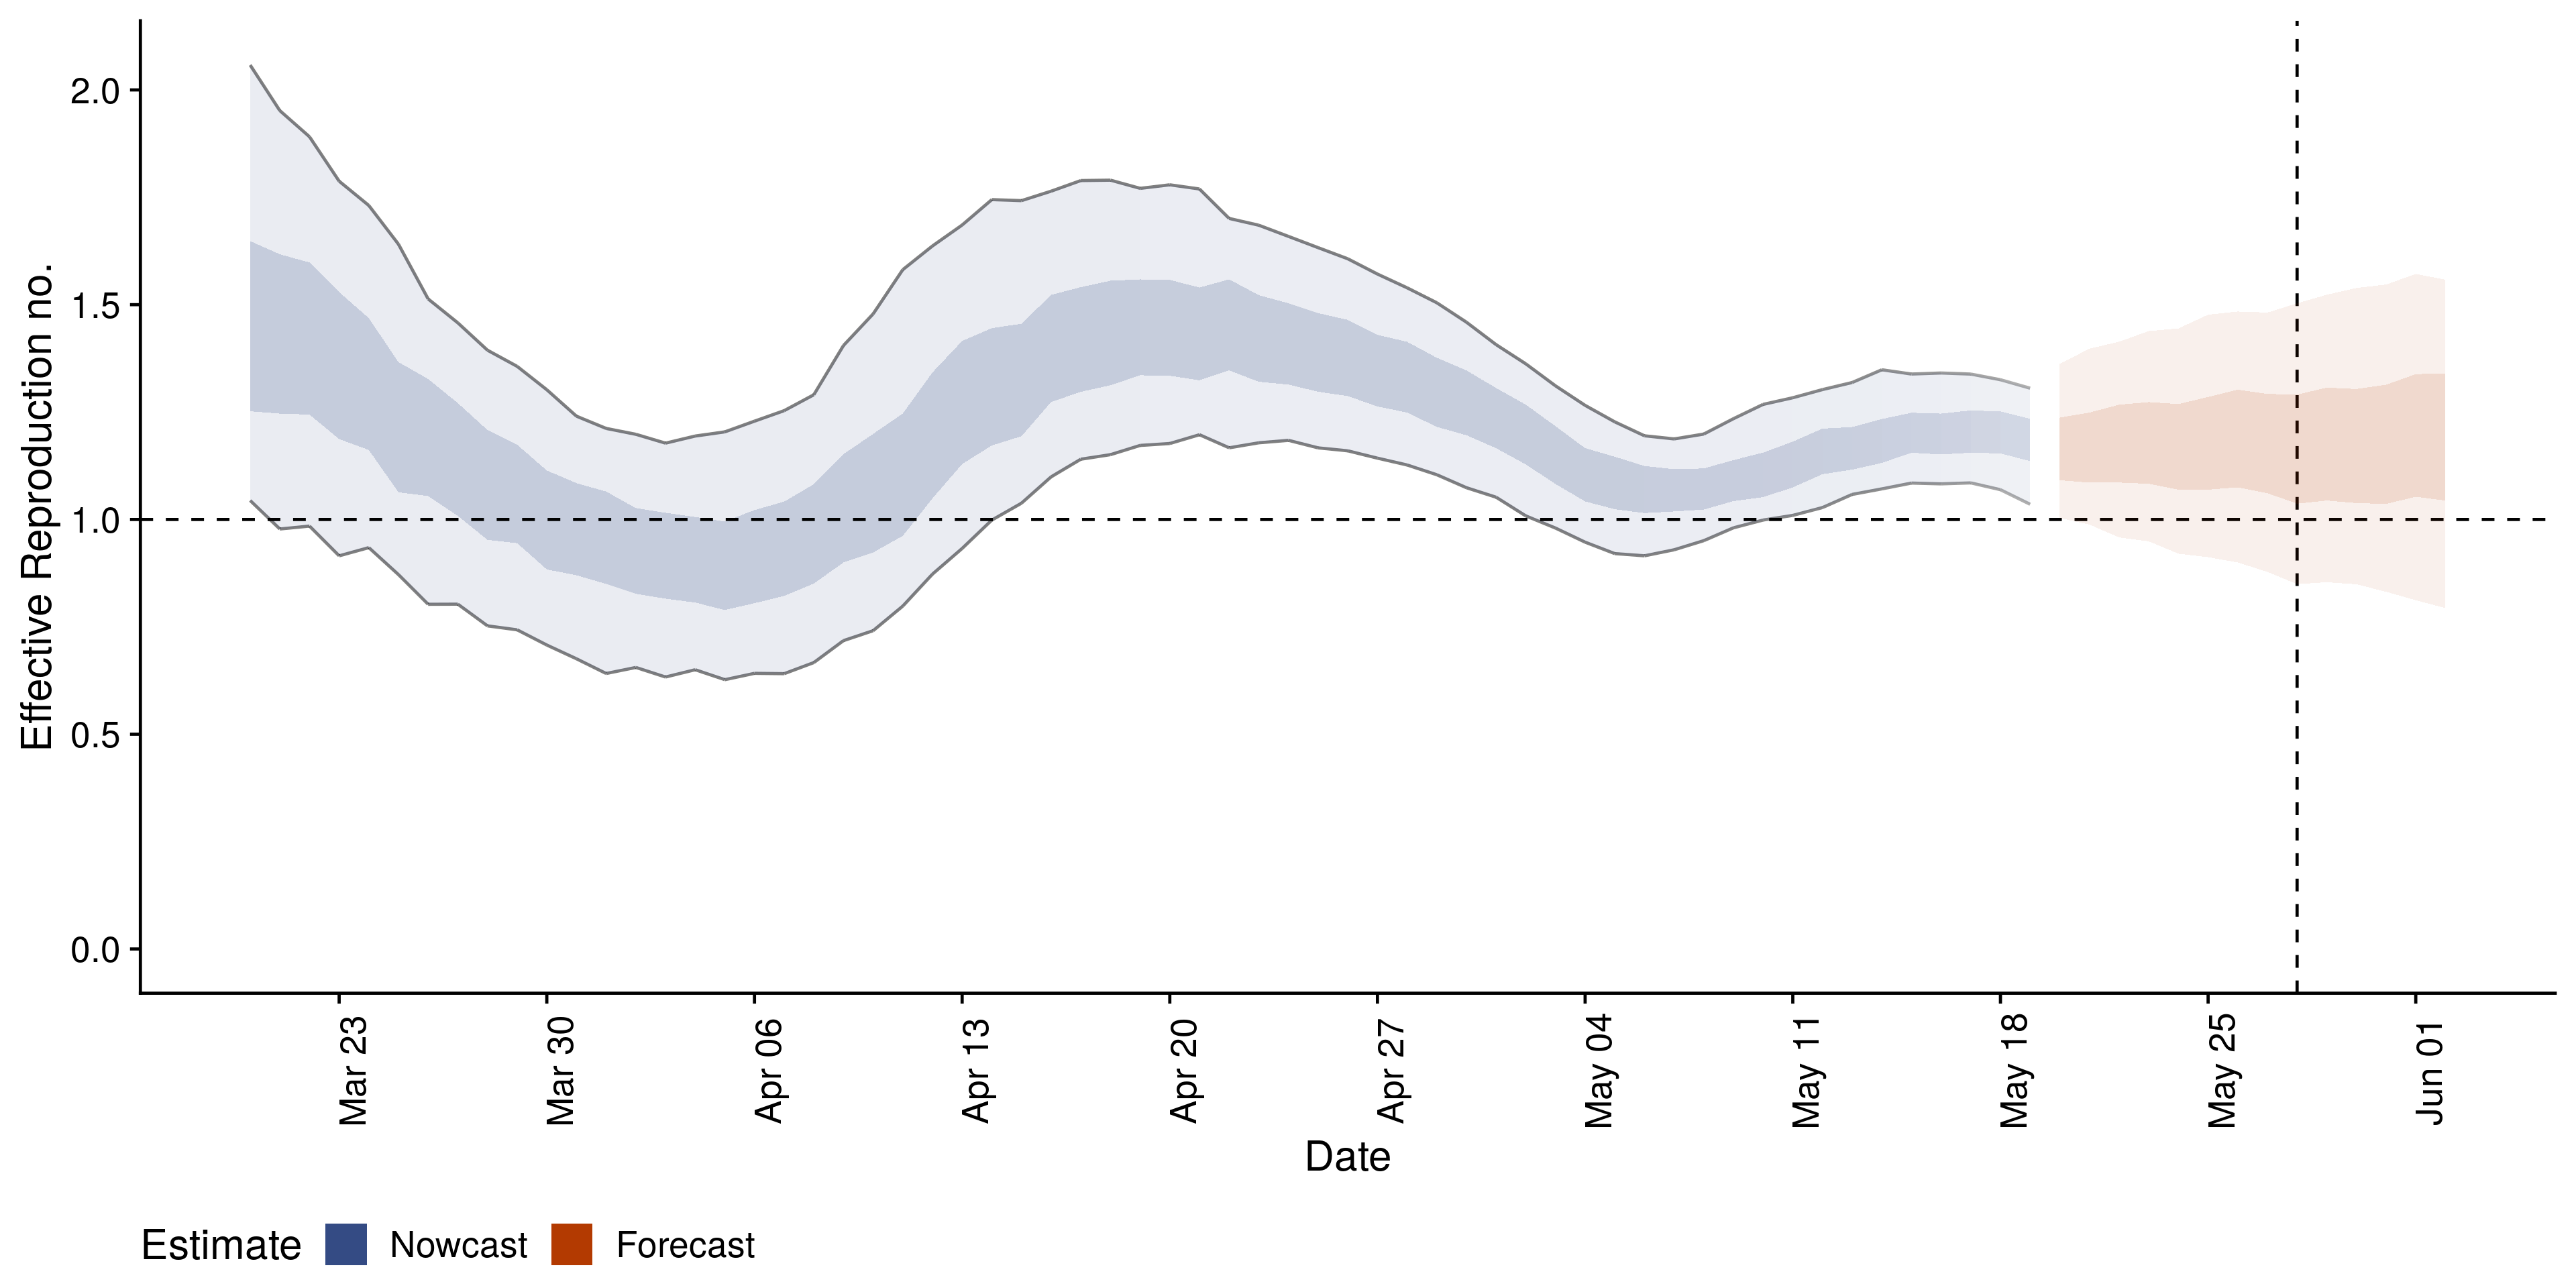 Effective Reproduction no.
2.0
1.5
1.0
0.5
0.0
Mar 23
Mar 30
Apr 06
Apr 13
Apr 20
Apr 27
May 04
May 11
May 18
May 25
Jun 01
Date
Estimate Nowcast Forecast